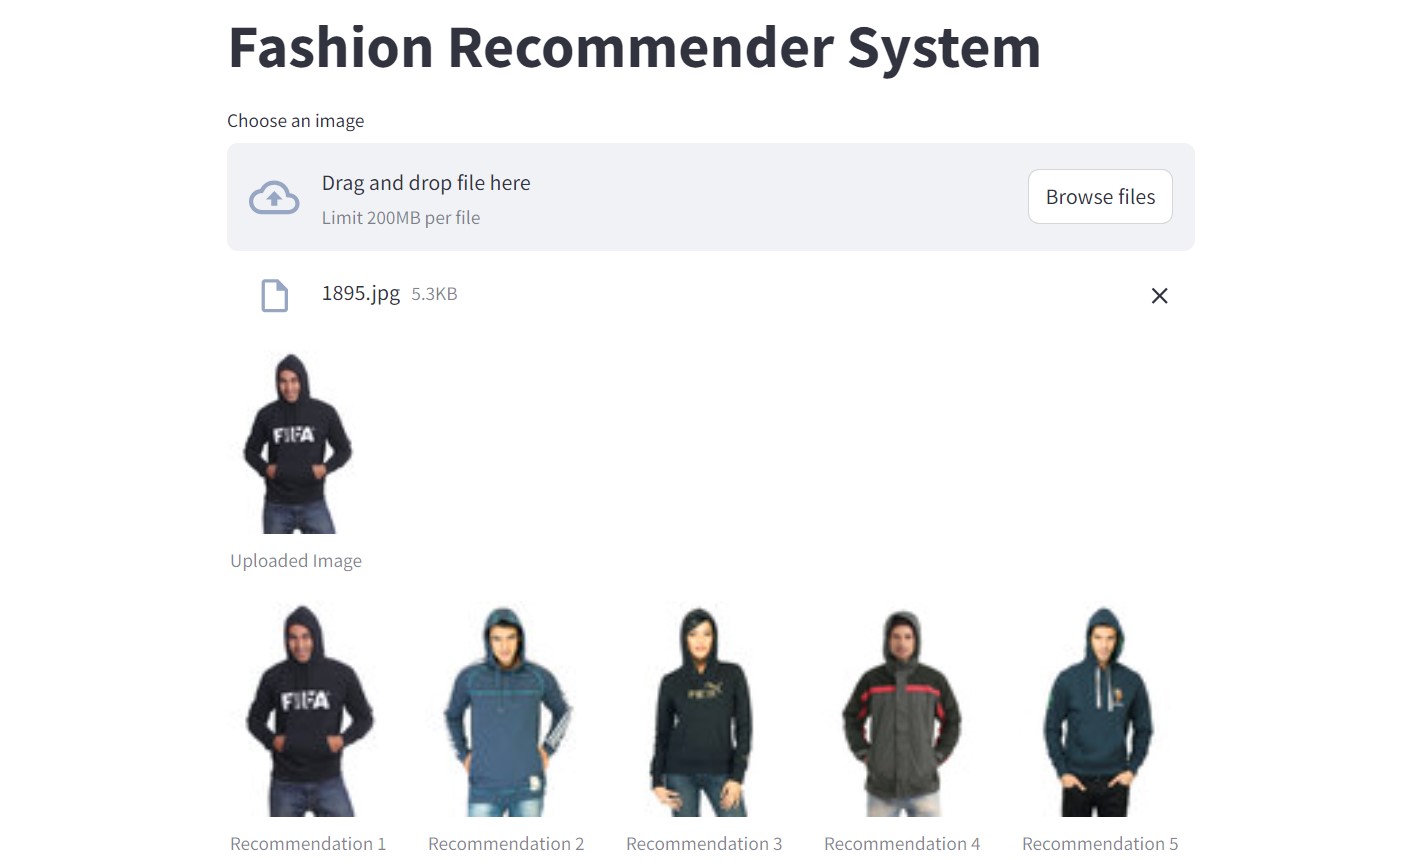 Fashion Recommender System
Choose an image
Drag and drop file here
Limit 200MB per file
Browse files
1895.jpg 5.3KB
FIFA
Uploaded Image
FIFA
Recommendation 1
Recommendation 2
Recommendation 3
Recommendation 4
Recommendation 5